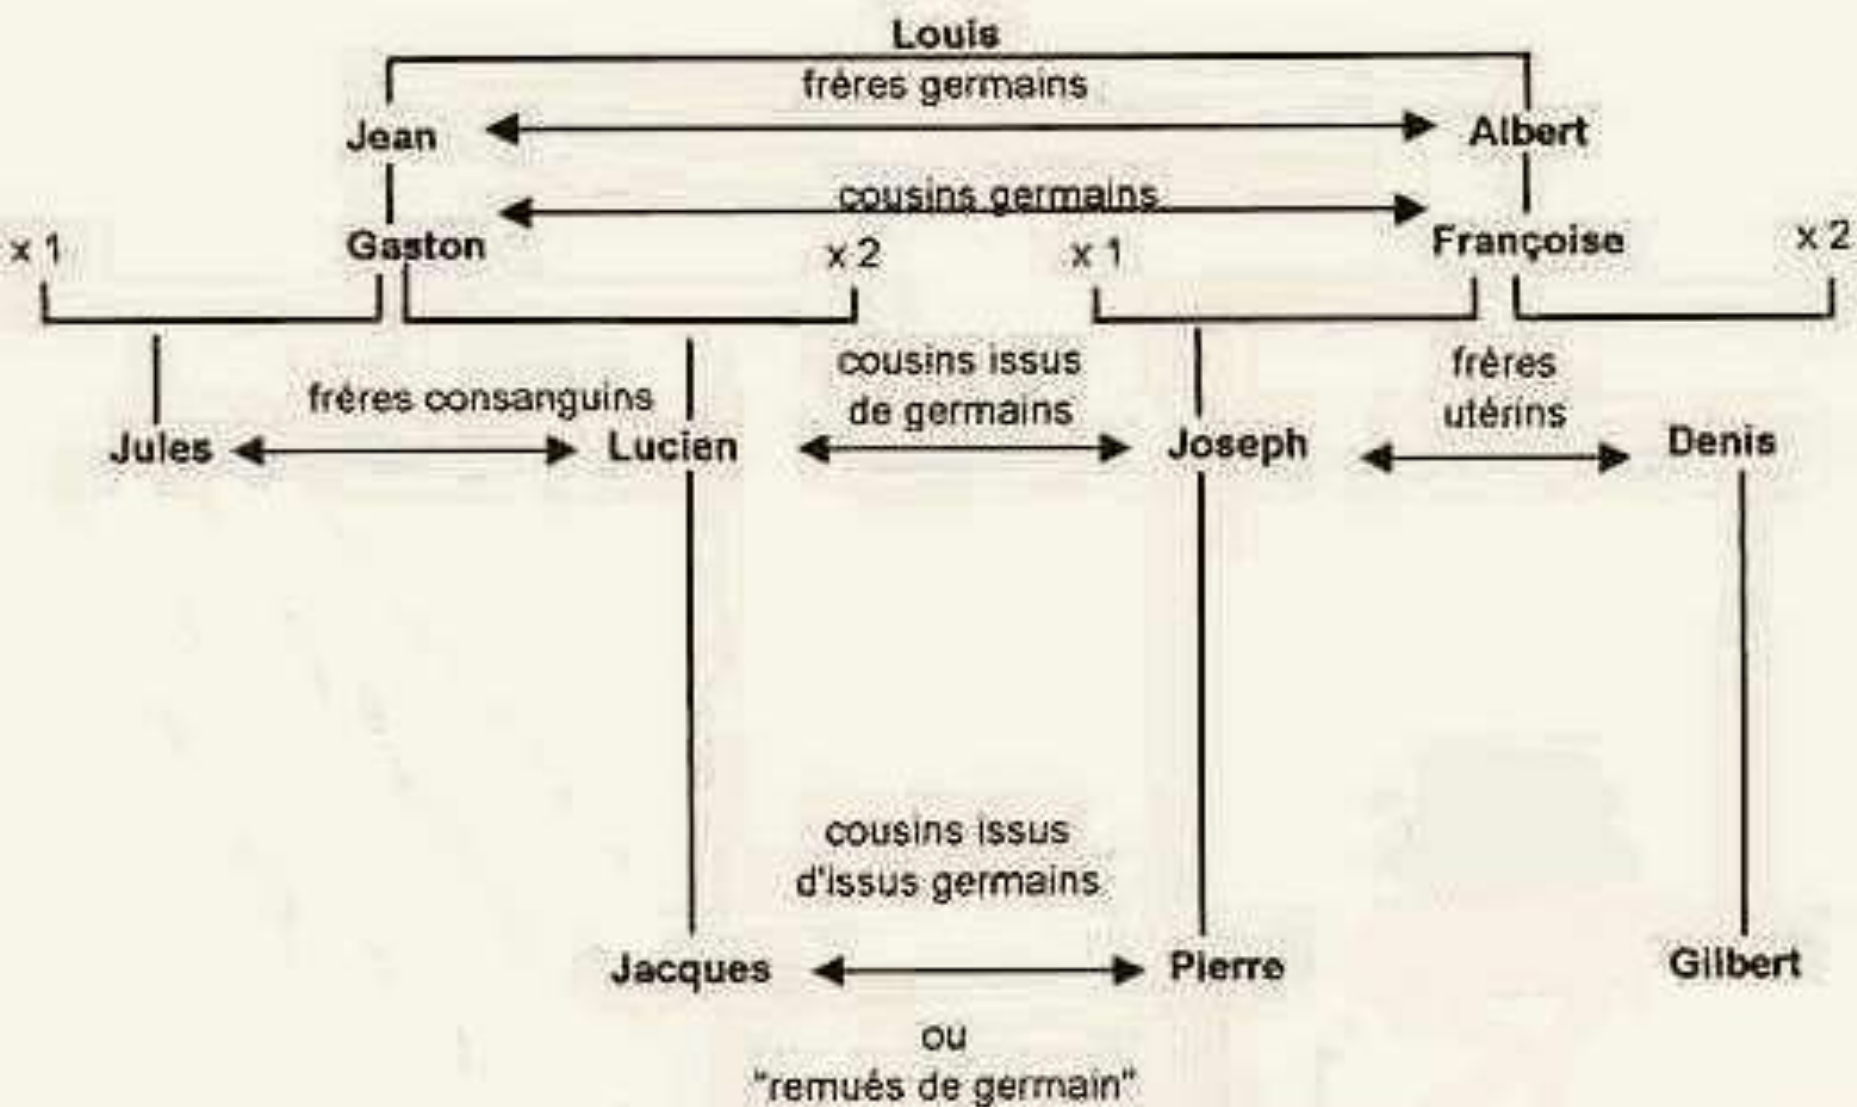 Louis
frères germains
Jean
Albert
cousins germains
x 1
Gaston
x 2
x 1
Françoise
x 2
cousins issus
de germains
frères
utérins
frères consanguins
Jules
Lucien
Joseph
Denis
cousins issus
d'issus germains
Jacques
Pierre
Gilbert
ou
"remués de germain"